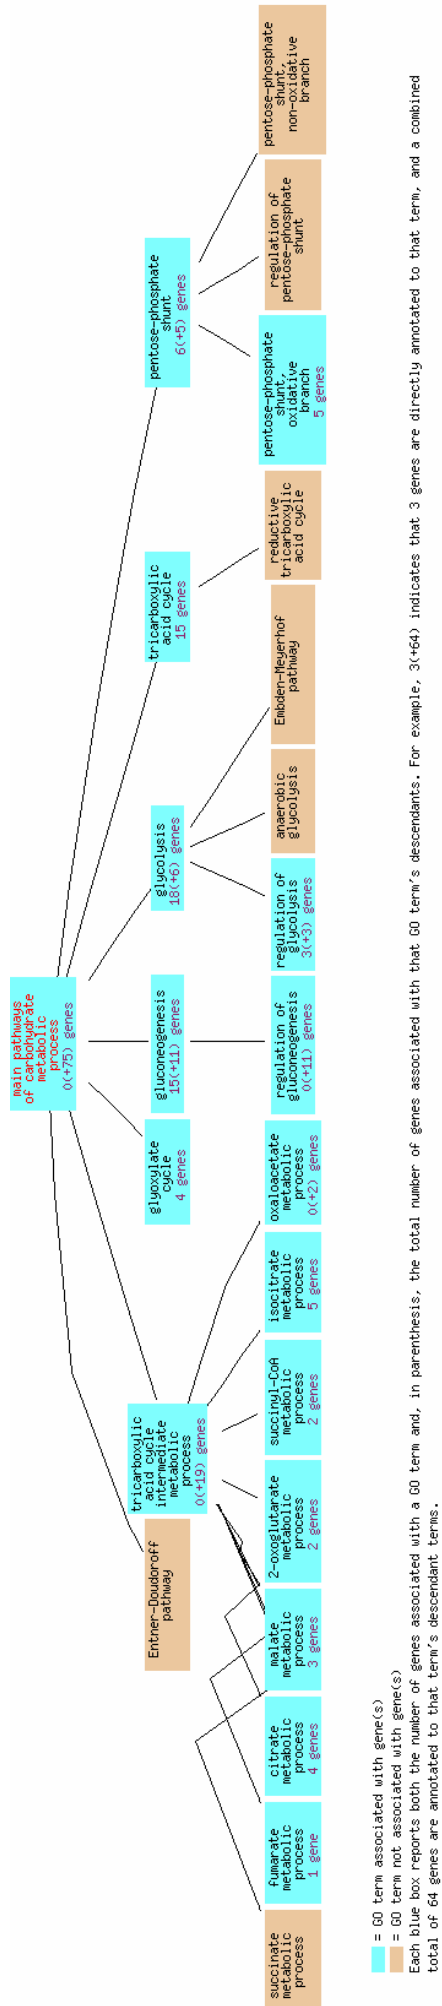 main pathways
of carbohydrate
metabolic
process
0(+75) genes
Entner-Doudoroff
pathway
tricarboxylic
acid cycle
intermediate
metabolic
process
0(+19) genes
glyoxylate
cycle
4 genes
gluconeogenesis
15(+11) genes
glycolysis
18(+6) genes
tricarboxylic
acid cycle
15 genes
pentose-phosphate
shunt
6(+5) genes
succinate
metabolic
process
fumarate
metabolic
process
1 gene
citrate
metabolic
process
4 genes
malate
metabolic
process
3 genes
2-oxoglutarate
metabolic
process
2 genes
succinyl-CoA
metabolic
process
2 genes
isocitrate
metabolic
process
5 genes
oxaloacetate
metabolic
process
0(+2) genes
regulation of
gluconeogenesis
0(+11) genes
regulation of
glycolysis
3(+3) genes
anaerobic
glycolysis
Embden-Meyerhof
pathway
reductive
tricarboxylic
acid cycle
pentose-phosphate
shunt,
oxidative
branch
5 genes
regulation of
pentose-phosphate
shunt
pentose-phosphate
shunt,
non-oxidative
branch
= GO term associated with gene(s)
= GO term not associated with gene(s)
Each blue box reports both the number of genes associated with a GO term and, in parenthesis, the total number of genes associated with that GO term's descendants. For example, 3(+64) indicates that 3 genes are directly annotated to that term, and a combined
total of 64 genes are annotated to that term's descendant terms.